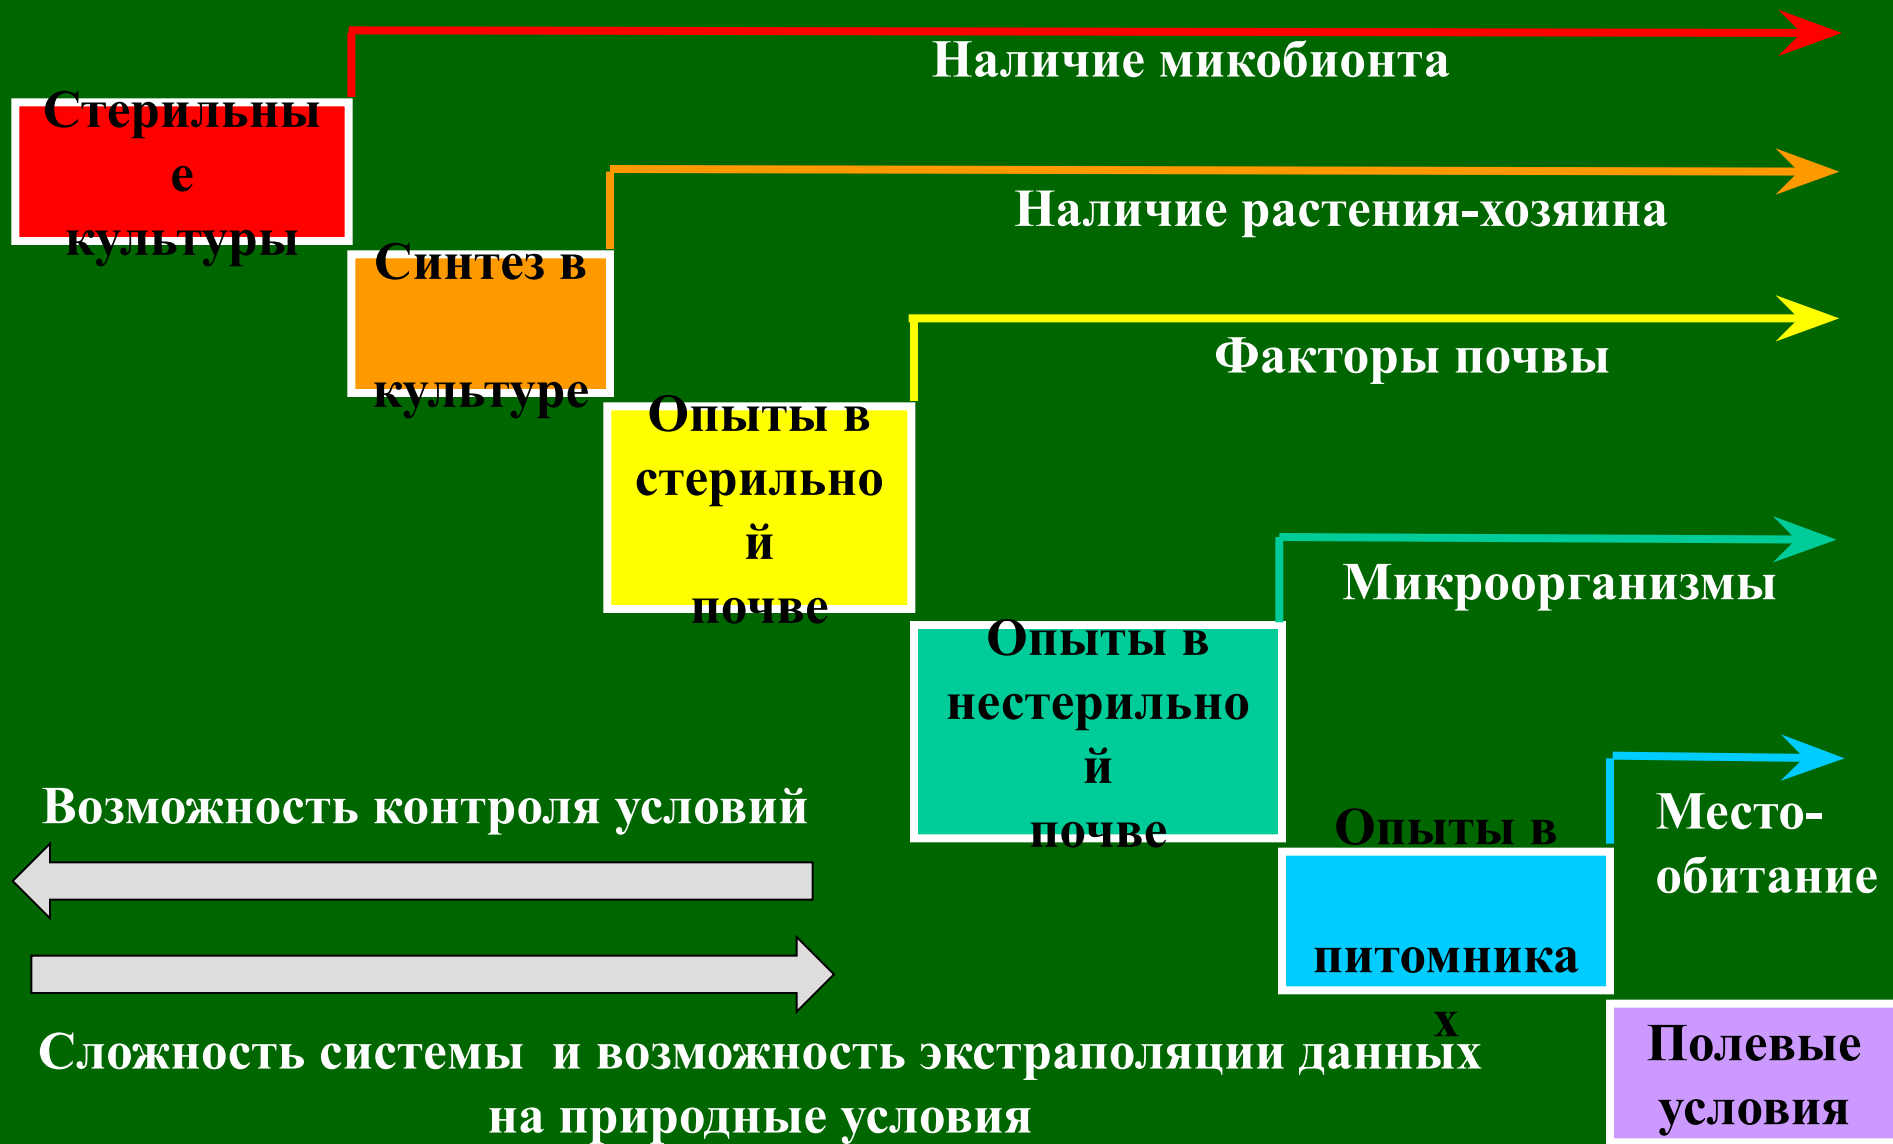 Наличие микобионта
Стерильны
е
культуры
Наличие растения-хозяина
Синтез в
культуре
Факторы почвы
Опыты в
стерильно
й
почве
Микроорганизмы
Опыты в
нестерильно
й
почве
Место-
обитание
Опыты в
питомника
х
Полевые
условия
Возможность контроля условий
Сложность системы  и возможность экстраполяции данных
на природные условия